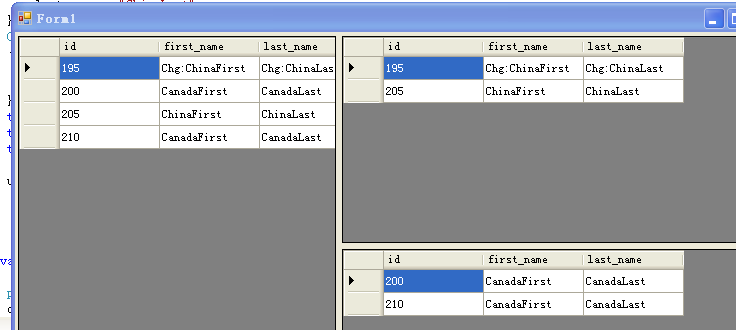 Form1
id first_name last_name
195 Chg:ChinaFirst Chg:ChinaLas
200 CanadaFirst CanadaLast
205 ChinaFirst ChinaLast
210 CanadaFirst CanadaLast
id first_name last_name
195 Chg:ChinaFirst Chg:ChinaLast
205 ChinaFirst ChinaLast
id first_name last_name
200 CanadaFirst CanadaLast
210 CanadaFirst CanadaLast